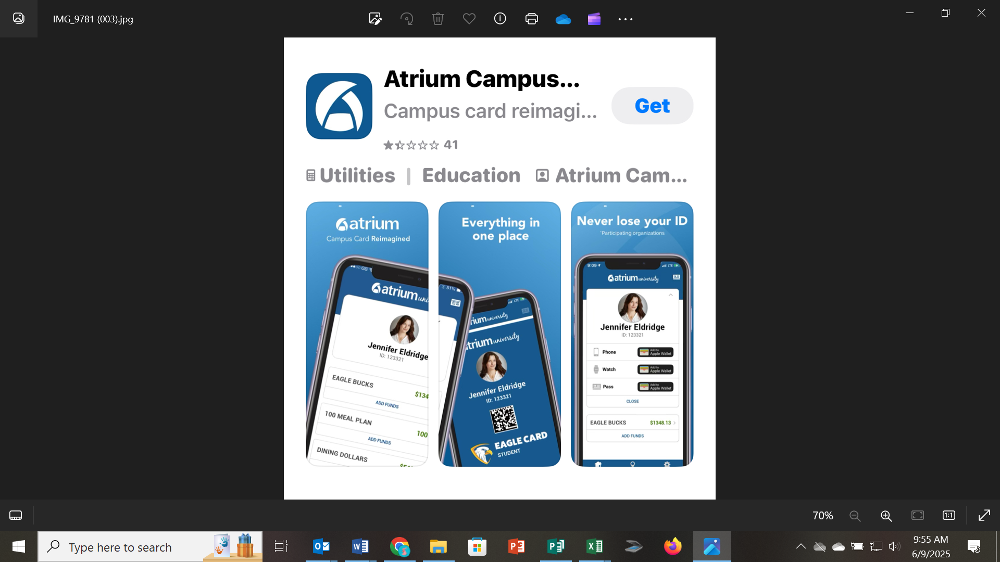 IMG_9781 (003).jpg
Atrium Campus...
Campus card reimagi...
Get
41
Utilities | Education Atrium Cam...
atrium
Campus Card Reimagined
GS
atrium uni
Jennifer Eldridge
ID: 123321
EAGLE BUCKS
$134
ADD FUNDS
100 MEAL PLAN
100
ADD FUNDS
DINING DOLLARS
Everything in
one place
51%
LTE
rium university
trium university
Jennifer Eldridge
ID: 123321
EAGLE CARD
STUDENT
Never lose your ID
*Participating organizations
9:09 LTE
atrium university
Jennifer Eldridge
ID: 123321
Phone Add to Apple Wallet
Watch Add to Apple Wallet
Pass Add to Apple Wallet
CLOSE
EAGLE BUCKS $1348.13
ADD FUNDS
70%
1:1
Type here to search
9:55 AM
6/9/2025